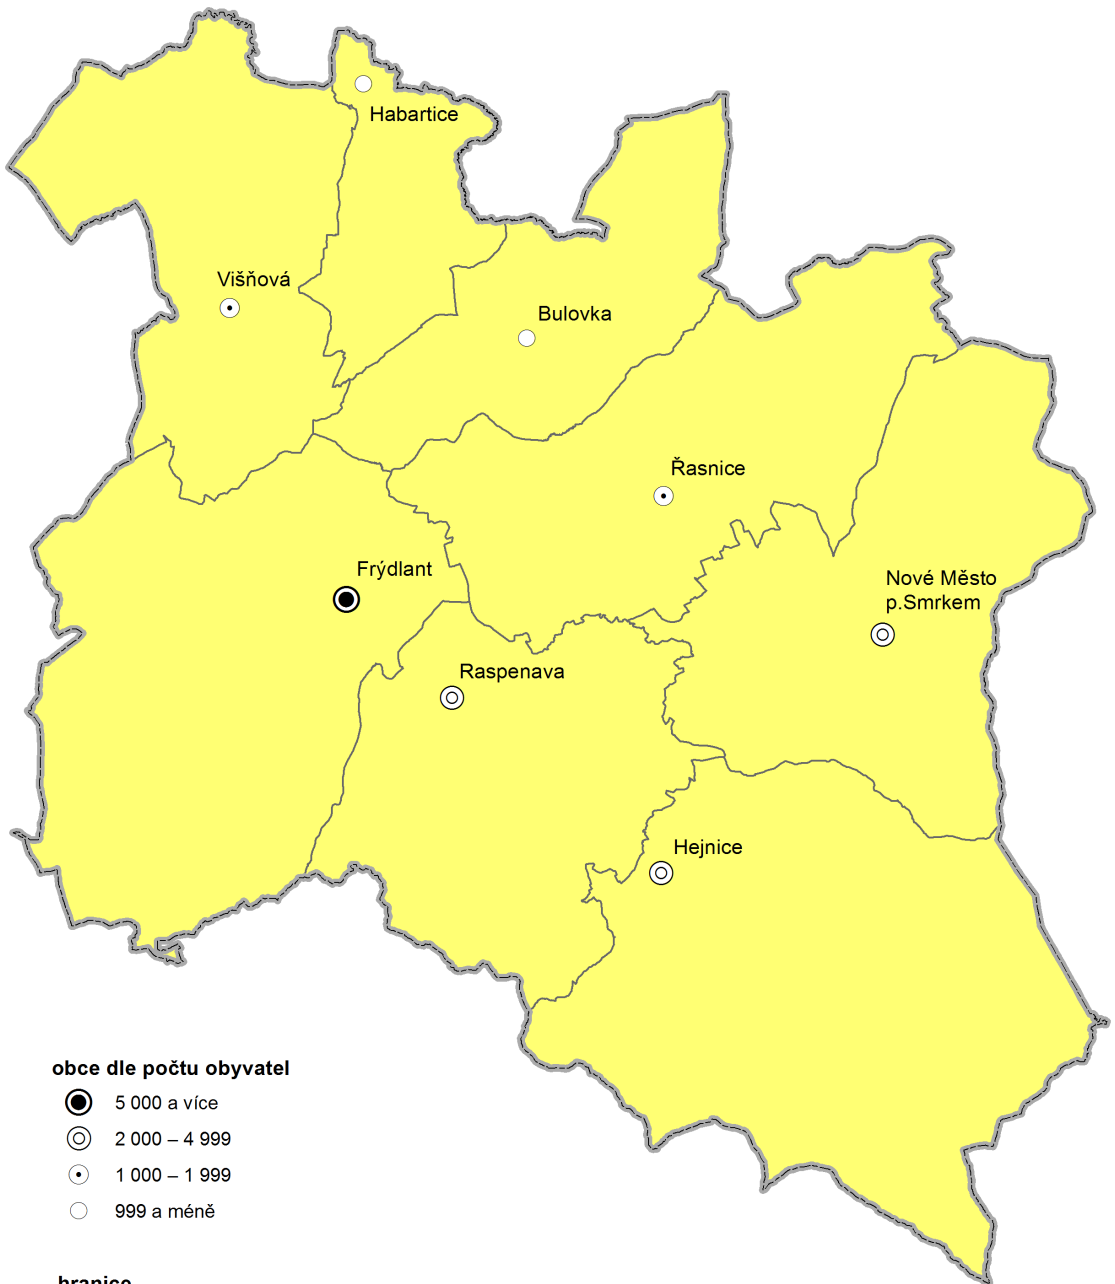 Habartice
Višňová
Bulovka
Řasnice
Frýdlant
Nové Město
p.Smrkem
Raspenava
Hejnice
obce dle počtu obyvatel
5 000 a více
2 000 – 4 999
1 000 – 1 999
999 a méně
hranice